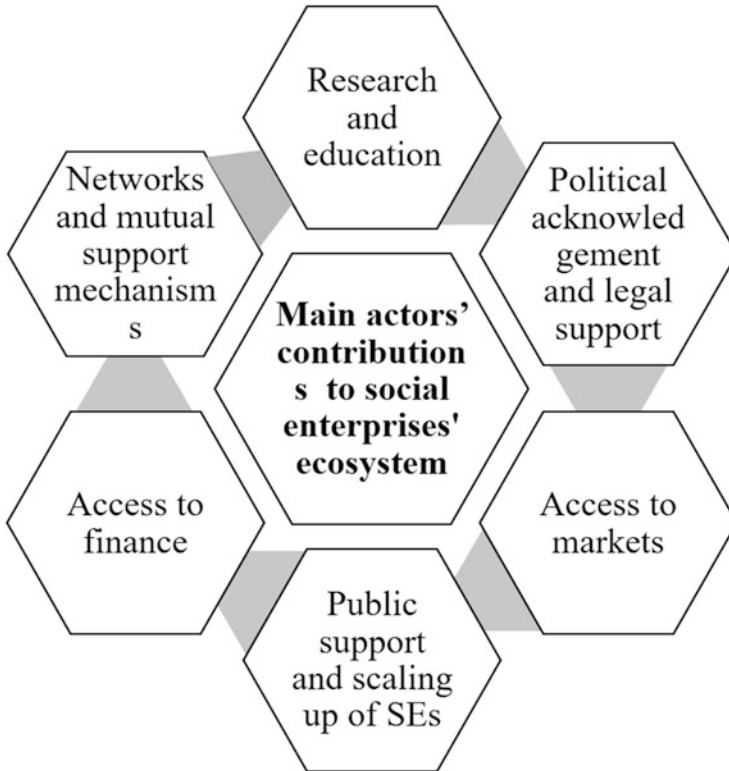 Research
and
education
Networks
and mutual
support
mechanism
s
Political
acknowled
gement
and legal
support
Main actors’
contribution
s to social
enterprises'
ecosystem
Access to
finance
Access to
markets
Public
support
and scaling
up of SEs